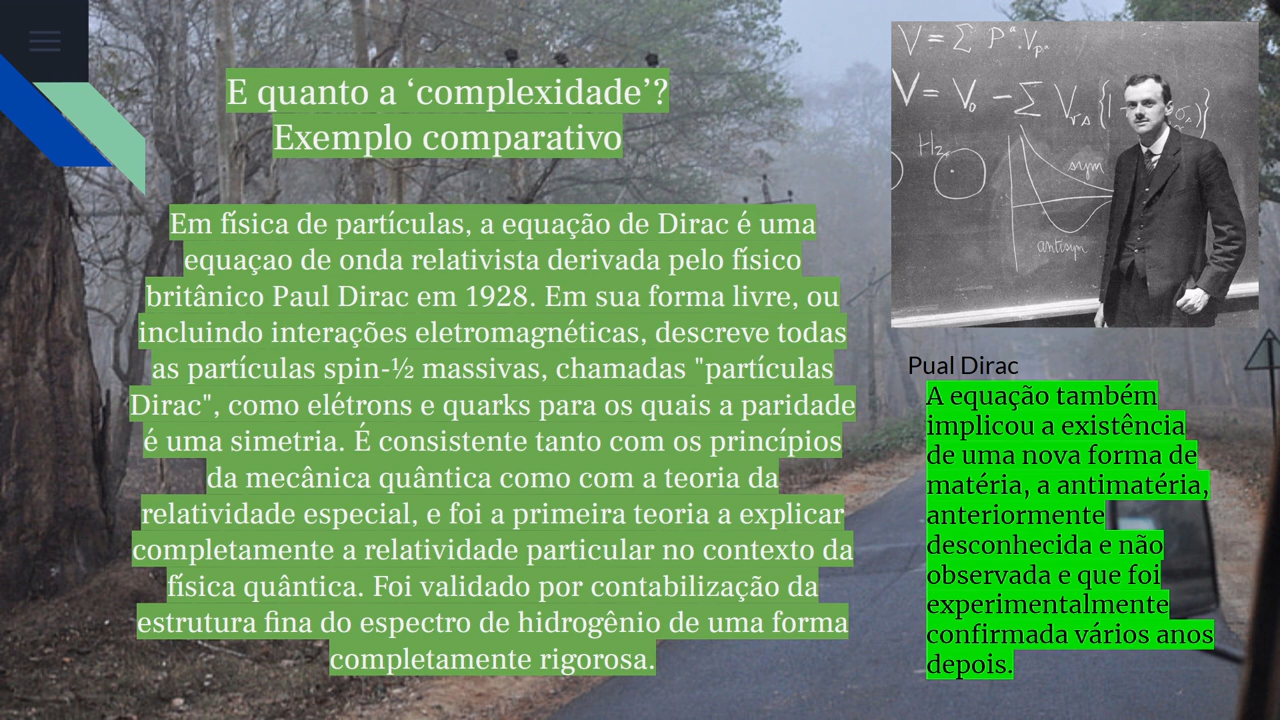 E quanto a ‘complexidade’?
Exemplo comparativo
Em física de partículas, a equação de Dirac é uma
equaçao de onda relativista derivada pelo físico
britânico Paul Dirac em 1928. Em sua forma livre, ou
incluindo interações eletromagnéticas, descreve todas
as partículas spin-½ massivas, chamadas "partículas
Dirac", como elétrons e quarks para os quais a paridade
é uma simetria. É consistente tanto com os princípios
da mecânica quântica como com a teoria da
relatividade especial, e foi a primeira teoria a explicar
completamente a relatividade particular no contexto da
física quântica. Foi validado por contabilização da
estrutura fina do espectro de hidrogênio de uma forma
completamente rigorosa.
V = Σ
V = V₀ - Σ
H₂
sym
antisym
Pual Dirac
A equação também
implicou a existência
de uma nova forma de
matéria, a antimatéria,
anteriormente
desconhecida e não
observada e que foi
experimentalmente
confirmada vários anos
depois.